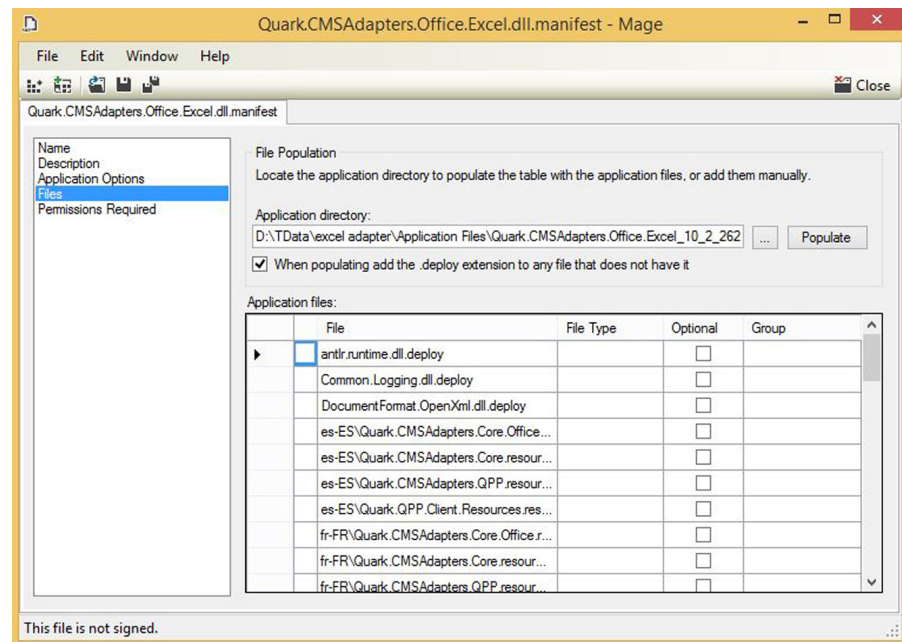 Quark.CMSAdapters.Office.Excel.dll.manifest - Mage
File Edit Window Help
Close
Quark.CMSAdapters.Office.Excel.dll.manifest
Name
Description
Application Options
Files
Permissions Required
File Population
Locate the application directory to populate the table with the application files, or add them manually.
Application directory:
D:\TData\excel adapter\Application Files\Quark.CMSAdapters.Office.Excel_10_2_262 ... Populate
When populating add the .deploy extension to any file that does not have it
Application files:
File File Type Optional Group
antlr.runtime.dll.deploy
Common.Logging.dll.deploy
DocumentFormat.OpenXml.dll.deploy
es-ES\Quark.CMSAdapters.Core.Office...
es-ES\Quark.CMSAdapters.Core.resour...
es-ES\Quark.CMSAdapters.QPP.resour...
es-ES\Quark.QPP.Client.Resources.res...
fr-FR\Quark.CMSAdapters.Core.Office.r...
fr-FR\Quark.CMSAdapters.Core.resour...
fr-FR\Quark.CMSAdapters.QPP.resour...
This file is not signed.